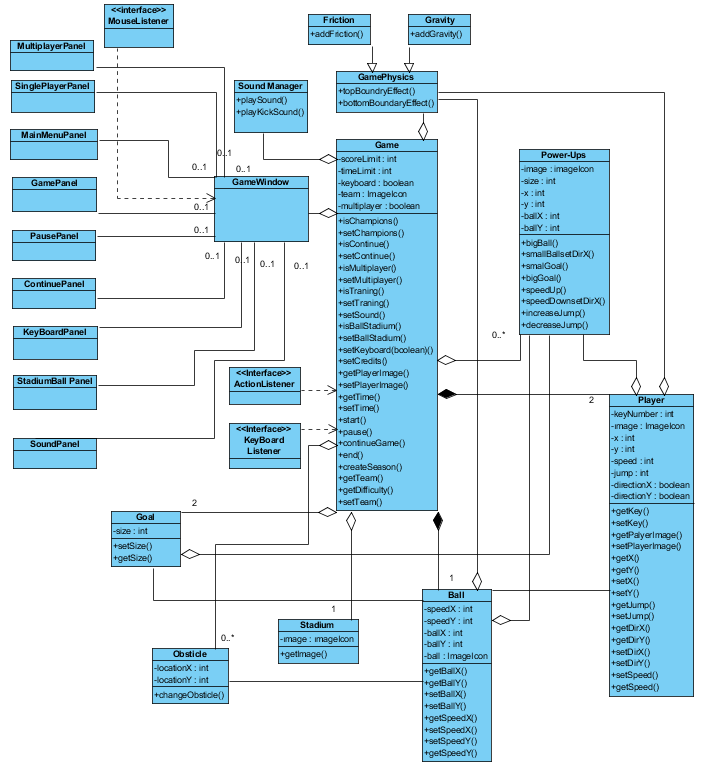 <<interface>>
MouseListener
MultiplayerPanel
SinglePlayerPanel
MainMenuPanel
GamePanel
PausePanel
ContinuePanel
KeyBoardPanel
StadiumBall Panel
SoundPanel
GameWindow
0..1
0..1
0..1
0..1
0..1
0..1
0..1
0..1
0..1
Friction
+addFriction()
Gravity
+addGravity()
GamePhysics
+topBoundryEffect()
+bottomBoundaryEffect()
Sound Manager
+playSound()
+playKickSound()
Game
-scoreLimit : int
-timeLimit : int
-keyboard : boolean
-team : ImageIcon
-multiplayer : boolean
+isChampions()
+setChampions()
+isContinue()
+setContinue()
+isMultiplayer()
+setMultiplayer()
+isTraning()
+setTraning()
+setSound()
+isBallStadium()
+setBallStadium()
+setKeyboard(boolean)()
+setCredits()
+getPlayerImage()
+setPlayerImage()
+getTime()
+setTime()
+start()
+pause()
+continueGame()
+end()
+createSeason()
+getTeam()
+getDifficulty()
+setTeam()
<<Interface>>
ActionListener
<<Interface>>
KeyBoard
Listener
Power-Ups
-image : imageIcon
-size : int
-x : int
-y : int
-ballX : int
-ballY : int
+bigBall()
+smallBallsetDirX()
+smalGoal()
+bigGoal()
+speedUp()
+speedDownsetDirX()
+increaseJump()
+decreaseJump()
0..*
2
Player
-keyNumber : int
-image : ImageIcon
-x : int
-y : int
-speed : int
-jump : int
-directionX : boolean
-directionY : boolean
+getKey()
+setKey()
+getPalyerImage()
+setPlayerImage()
+getX()
+getY()
+setX()
+setY()
+getJump()
+setJump()
+getDirX()
+getDirY()
+setDirX()
+setDirY()
+setSpeed()
+getSpeed()
2
Goal
-size : int
+setSize()
+getSize()
1
Stadium
-image : imageIcon
+getImage()
0..*
Obsticle
-locationX : int
-locationY : int
+changeObsticle()
1
Ball
-speedX : int
-speedY : int
-ballX : int
-ballY : int
-ball : ImageIcon
+getBallX()
+getBallY()
+setBallX()
+setBallY()
+getSpeedX()
+setSpeedX()
+setSpeedY()
+getSpeedY()